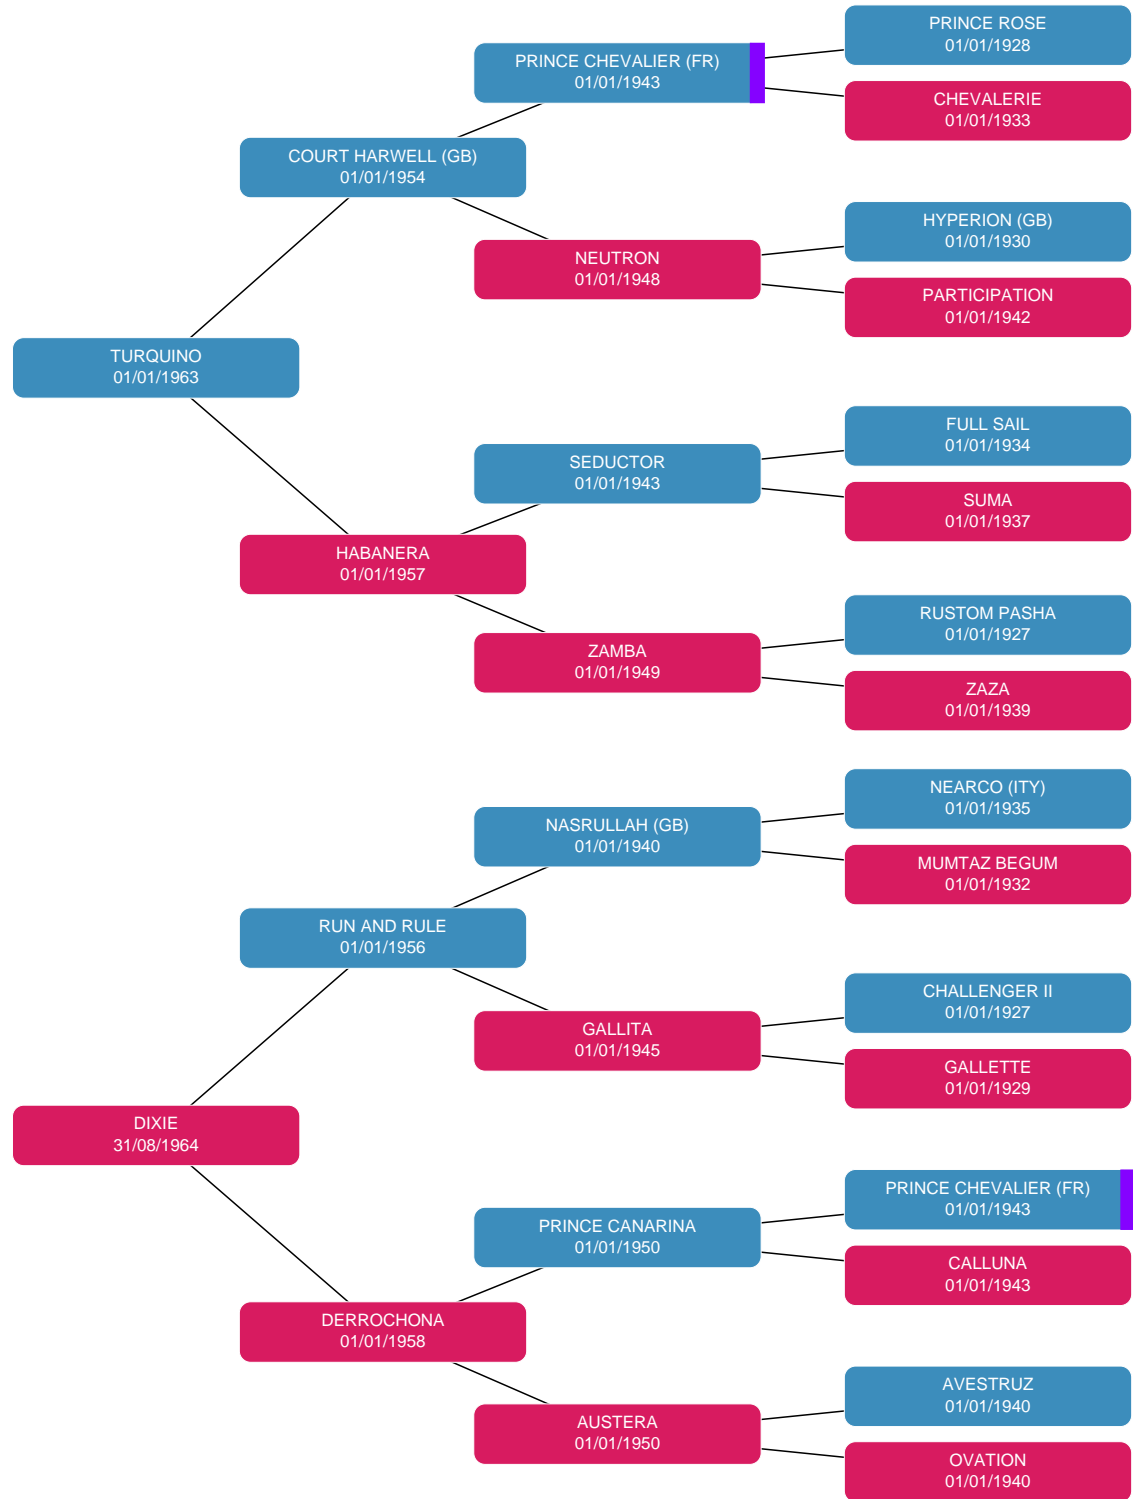 PRINCE ROSE
01/01/1928
PRINCE CHEVALIER (FR)
01/01/1943
CHEVALERIE
01/01/1933
COURT HARWELL (GB)
01/01/1954
HYPERION (GB)
01/01/1930
NEUTRON
01/01/1948
PARTICIPATION
01/01/1942
TURQUINO
01/01/1963
FULL SAIL
01/01/1934
SEDUCTOR
01/01/1943
SUMA
01/01/1937
HABANERA
01/01/1957
RUSTOM PASHA
01/01/1927
ZAMBA
01/01/1949
ZAZA
01/01/1939
NEARCO (ITY)
01/01/1935
NASRULLAH (GB)
01/01/1940
MUMTAZ BEGUM
01/01/1932
RUN AND RULE
01/01/1956
CHALLENGER II
01/01/1927
GALLITA
01/01/1945
GALLETTE
01/01/1929
DIXIE
31/08/1964
PRINCE CHEVALIER (FR)
01/01/1943
PRINCE CANARINA
01/01/1950
CALLUNA
01/01/1943
DERROCHONA
01/01/1958
AVESTRUZ
01/01/1940
AUSTERA
01/01/1950
OVATION
01/01/1940